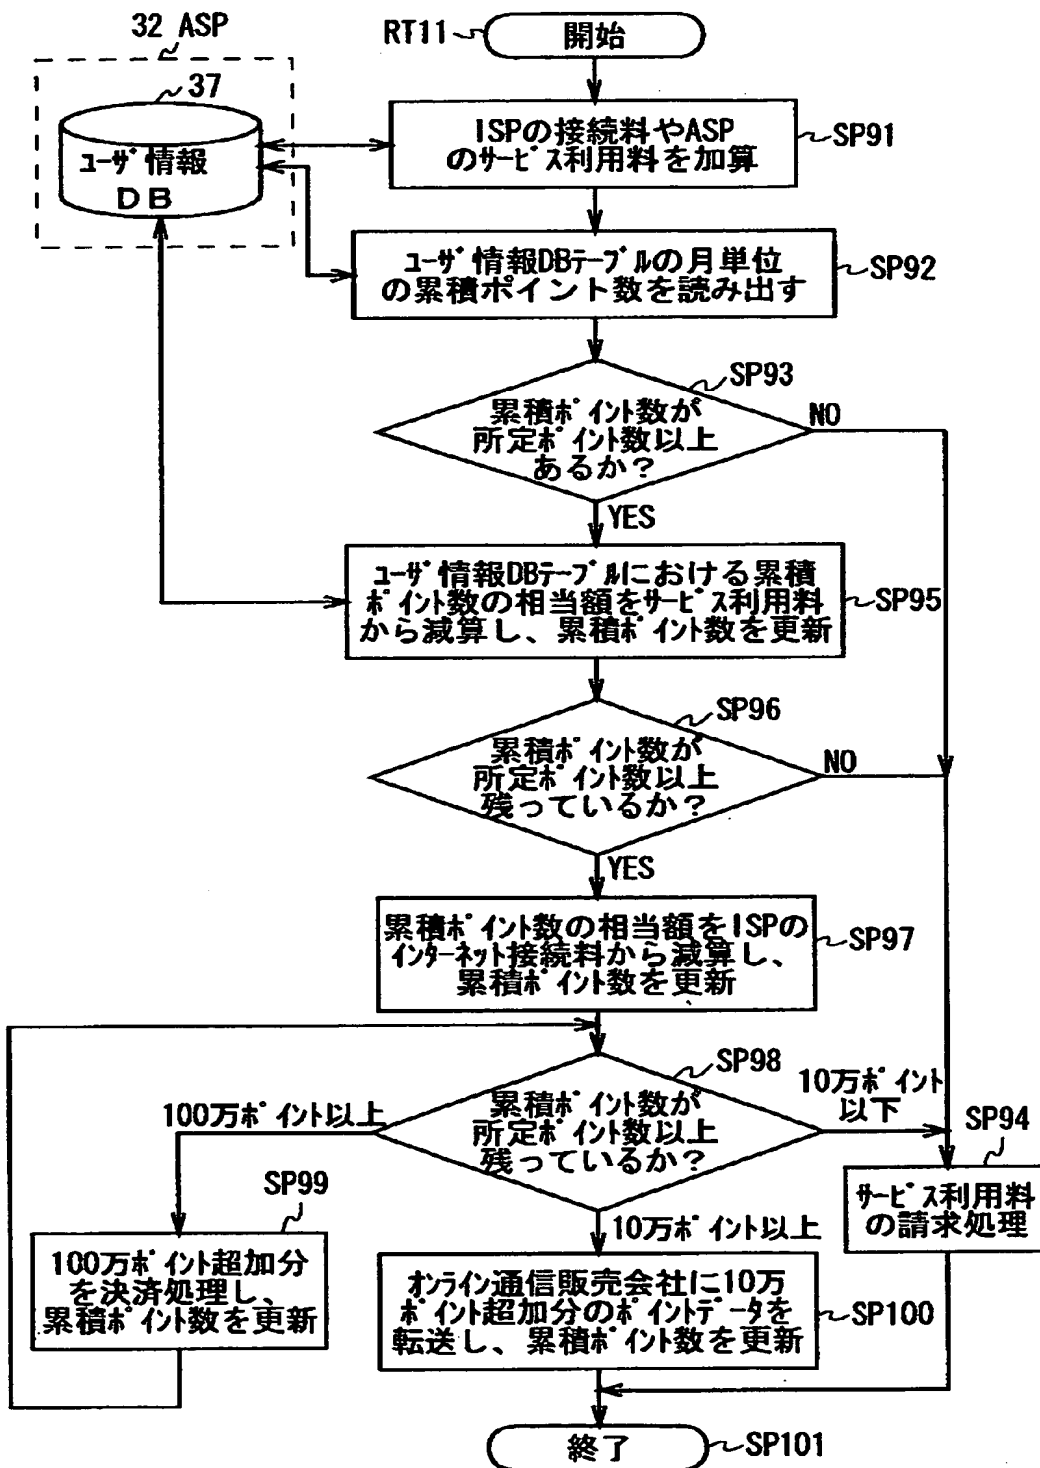 32 ASP
37
ユーザ情報
DB
RT11
開始
ISPの接続料やASP
のサービス利用料を加算
SP91
ユーザ情報DBテーブルの月単位
の累積ポイント数を読み出す
SP92
SP93
累積ポイント数が
所定ポイント数以上
あるか?
NO
YES
ユーザ情報DBテーブルにおける累積
ポイント数の相当額をサービス利用料
から減算し、累積ポイント数を更新
SP95
SP96
累積ポイント数が
所定ポイント数以上
残っているか?
NO
YES
累積ポイント数の相当額をISPの
インターネット接続料から減算し、
累積ポイント数を更新
SP97
SP98
累積ポイント数が
所定ポイント数以上
残っているか?
100万ポイント以上
10万ポイント
以下
SP94
サービス利用料
の請求処理
SP99
100万ポイント超加分
を決済処理し、
累積ポイント数を更新
10万ポイント以上
オンライン通信販売会社に10万
ポイント超加分のポイントデータを
転送し、累積ポイント数を更新
SP100
終了
SP101